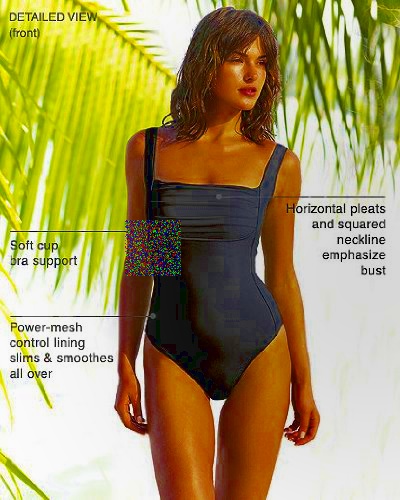 DETAILED VIEW
(front)
Horizontal pleats
and squared
neckline
emphasize
bust
Soft cup
bra support
Power-mesh
control lining
slims & smoothes
all over